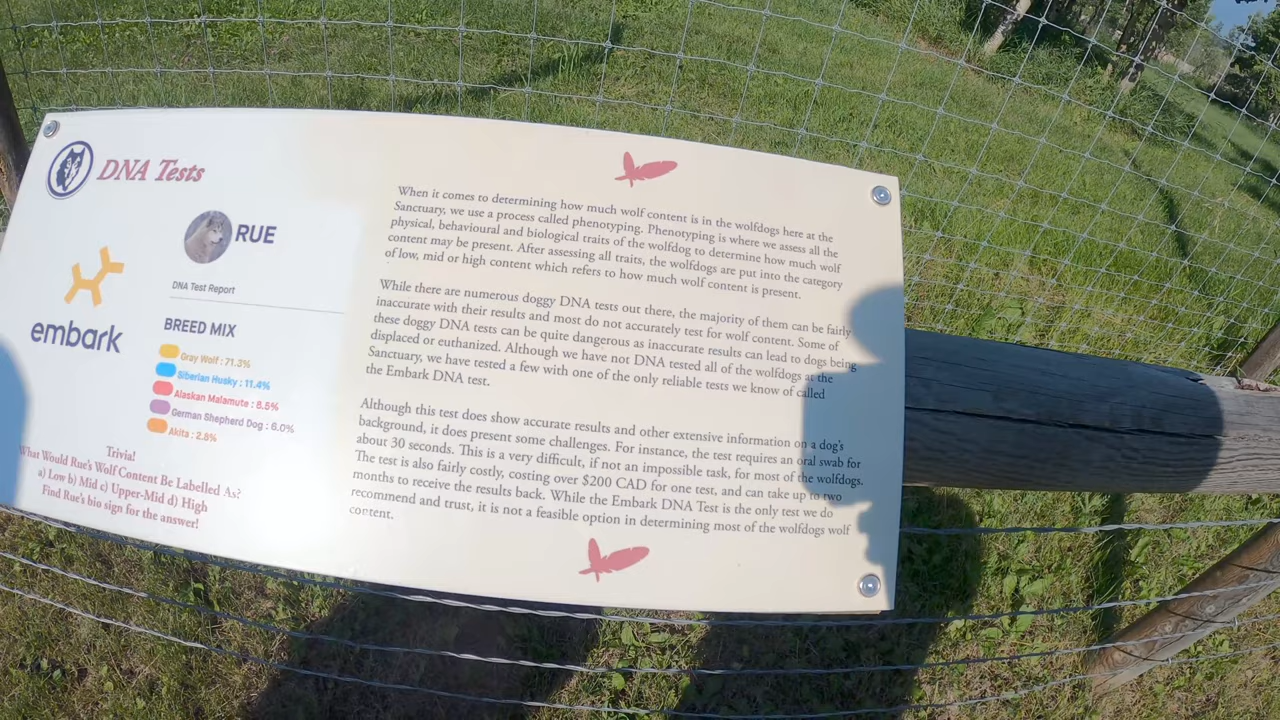 DNA Tests
RUE
DNA Test Report
embark
BREED MIX
Gray Wolf : 71.3%
Siberian Husky : 11.4%
Alaskan Malamute : 8.5%
German Shepherd Dog : 6.0%
Akita : 2.8%
Trivia!
What Would Rue's Wolf Content Be Labelled As?
a) Low b) Mid c) Upper-Mid d) High
Find Rue's bio sign for the answer!
When it comes to determining how much wolf content is in the wolfdogs here at the
Sanctuary, we use a process called phenotyping. Phenotyping is where we assess all the
physical, behavioural and biological traits of the wolfdog to determine how much wolf
content may be present. After assessing all traits, the wolfdogs are put into the category
of low, mid or high content which refers to how much wolf content is present.
While there are numerous doggy DNA tests out there, the majority of them can be fairly
inaccurate with their results and most do not accurately test for wolf content. Some of
these doggy DNA tests can be quite dangerous as inaccurate results can lead to dogs being
displaced or euthanized. Although we have not DNA tested all of the wolfdogs at the
Sanctuary, we have tested a few with one of the only reliable tests we know of called
the Embark DNA test.
Although this test does show accurate results and other extensive information on a dog's
background, it does present some challenges. For instance, the test requires an oral swab for
about 30 seconds. This is a very difficult, if not an impossible task, for most of the wolfdogs.
The test is also fairly costly, costing over $200 CAD for one test, and can take up to two
months to receive the results back. While the Embark DNA Test is the only test we do
recommend and trust, it is not a feasible option in determining most of the wolfdogs wolf
content.